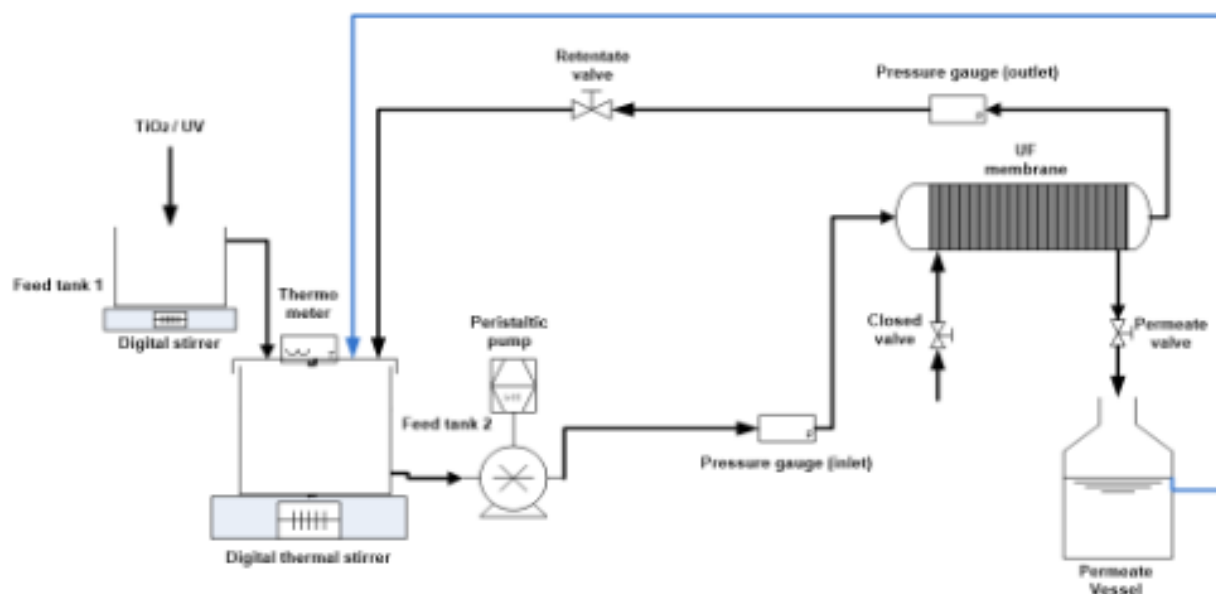 Retentate
valve
Pressure gauge (outlet)
TiO₂ / UV
UF
membrane
Feed tank 1
Thermo
meter
Digital stirrer
Peristaltic
pump
Closed
valve
Permeate
valve
Feed tank 2
Pressure gauge (inlet)
Digital thermal stirrer
Permeate
Vessel